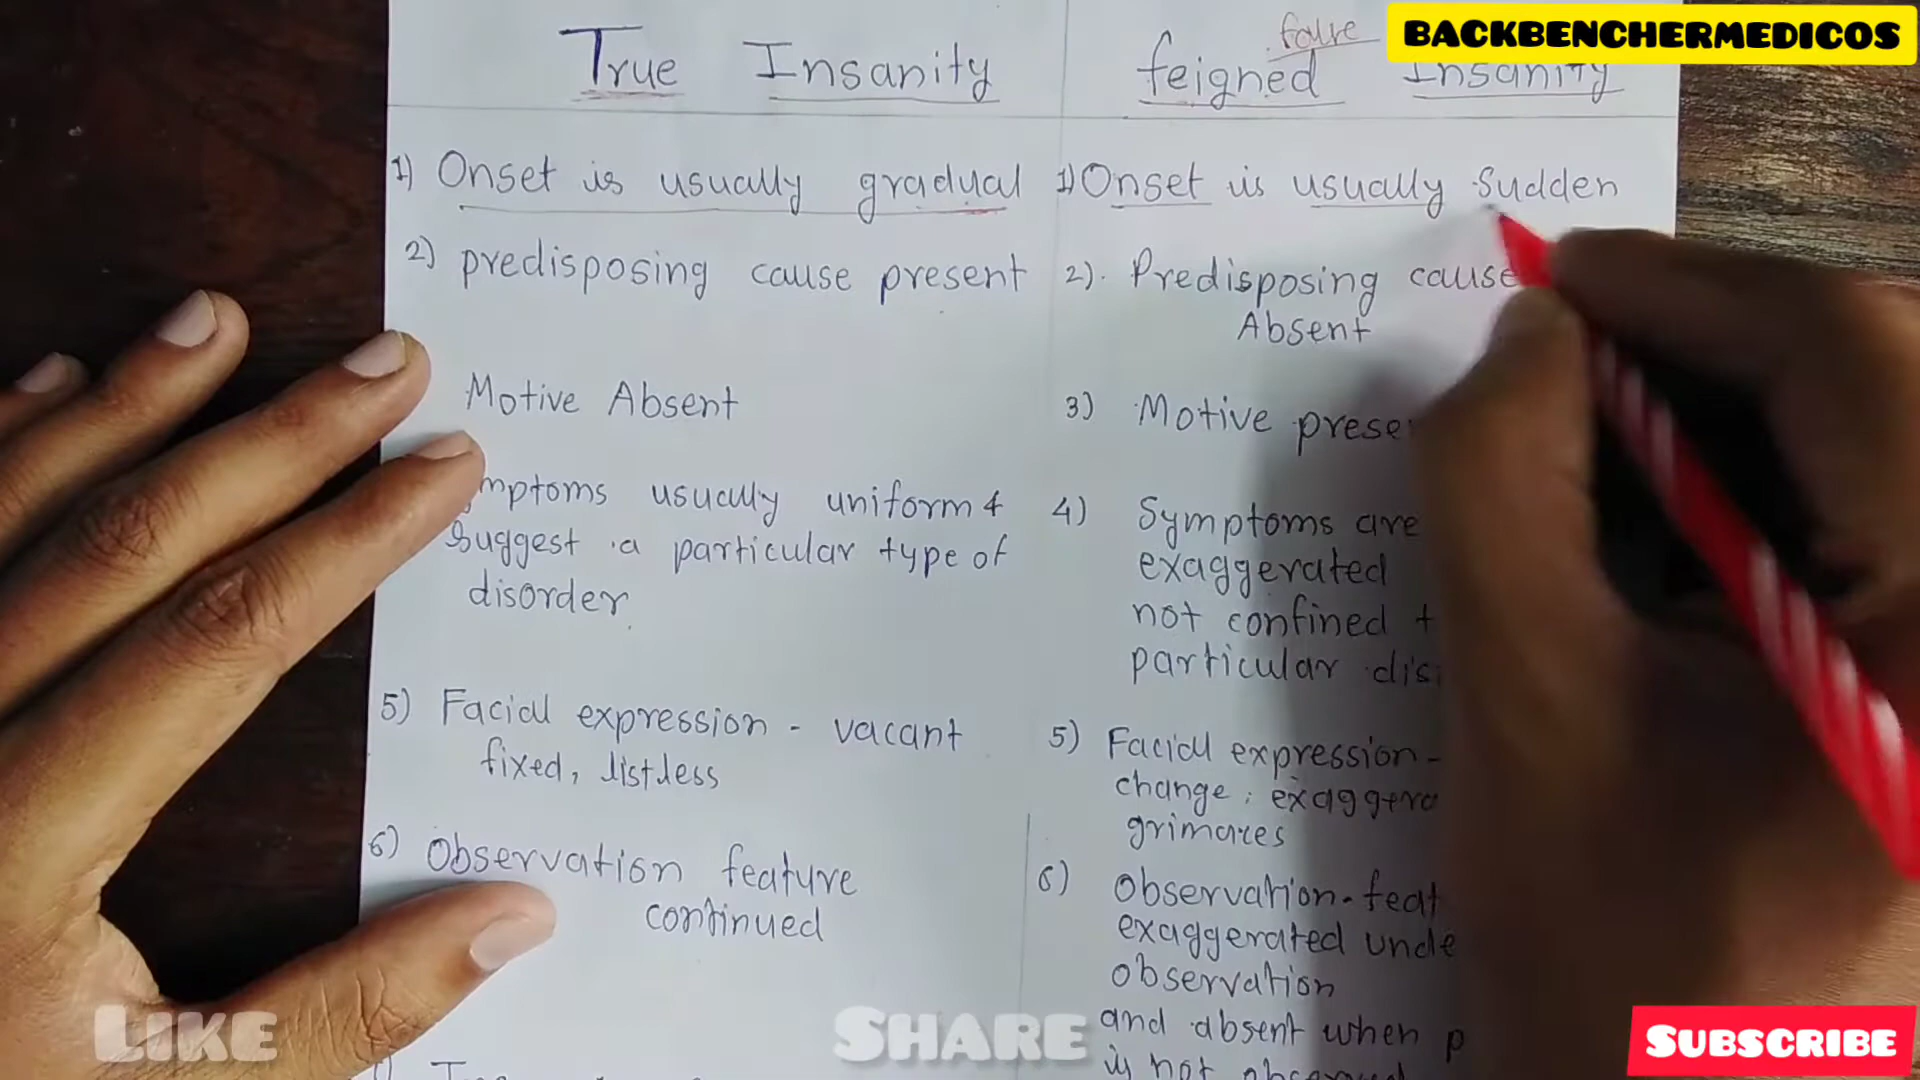 BACKBENCHERMEDICOS
True Insanity
feigned Insanity
1) Onset is usually gradual
2) predisposing cause present
Motive Absent
mptoms usually uniform &
suggest a particular type of
disorder.
5) Facial expression - vacant
fixed, listless
6) Observation feature
continued
1) Onset is usually Sudden
2). Predisposing cause
Absent
3) Motive prese
4) Symptoms are
exaggerated
not confined
particular
5) Facial expression-
change, exaggera
grimaces
6) Observation-feat
exaggerated unde
observation
and absent when p
is not observed
LIKE
SHARE
SUBSCRIBE